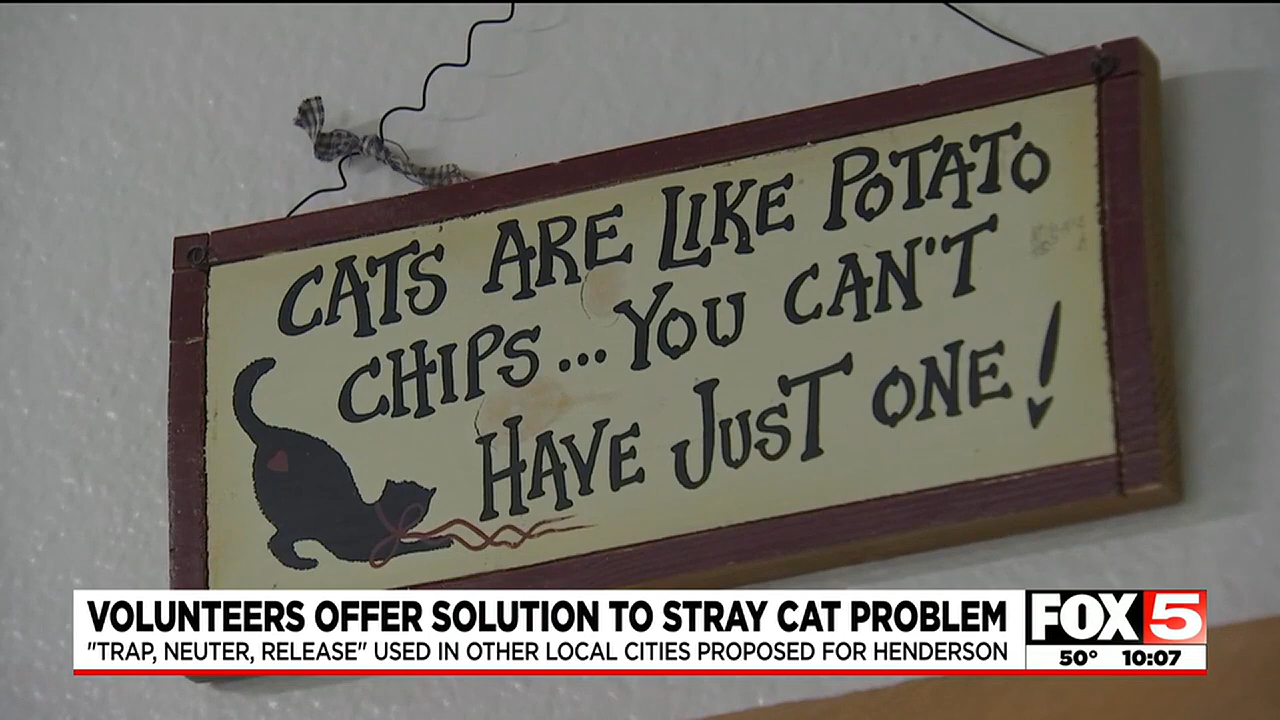 CATS ARE LIKE POTATO
CHIPS...YOU CAN'T
HAVE JUST ONE!
VOLUNTEERS OFFER SOLUTION TO STRAY CAT PROBLEM
"TRAP, NEUTER, RELEASE" USED IN OTHER LOCAL CITIES PROPOSED FOR HENDERSON
FOX 5
50° 10:07